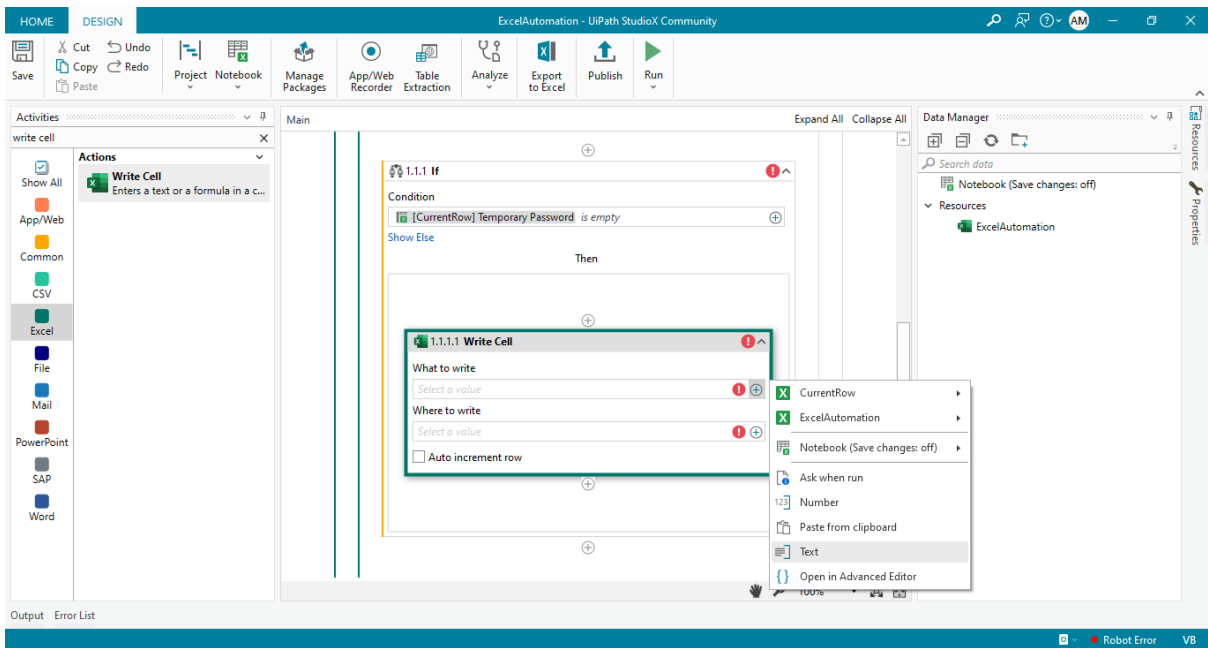 HOME
DESIGN
ExcelAutomation - UiPath StudioX Community
AM
Save
Cut
Copy
Paste
Undo
Redo
Project
Notebook
Manage
Packages
App/Web
Recorder
Table
Extraction
Analyze
Export
to Excel
Publish
Run
Activities
write cell
Show All
App/Web
Common
CSV
Excel
File
Mail
PowerPoint
SAP
Word
Actions
Write Cell
Enters a text or a formula in a c...
Main
Expand All Collapse All
1.1.1 If
Condition
[CurrentRow] Temporary Password is empty
Show Else
Then
1.1.1.1 Write Cell
What to write
Select a value
Where to write
Select a value
Auto increment row
CurrentRow
ExcelAutomation
Notebook (Save changes: off)
Ask when run
123 Number
Paste from clipboard
Text
{} Open in Advanced Editor
100%
Data Manager
Search data
Notebook (Save changes: off)
Resources
ExcelAutomation
Resources
Properties
Output Error List
Robot Error
VB